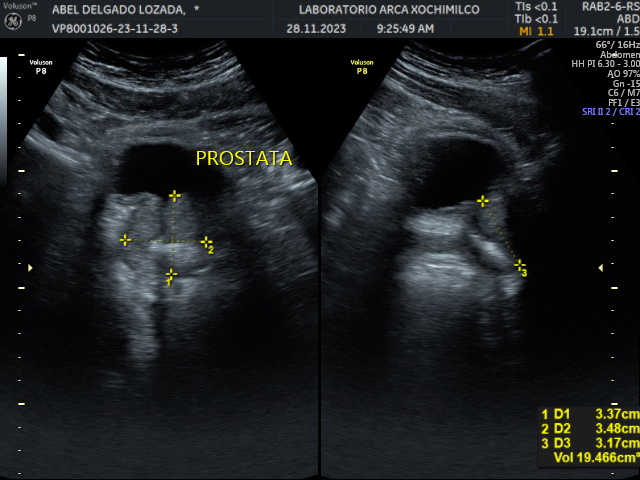 Voluson™
P8
ABEL DELGADO LOZADA, *
VP8001026-23-11-28-3
LABORATORIO ARCA XOCHIMILCO
28.11.2023 9:25:49 AM
TIs <0.1
TIb <0.1
MI 1.1
RAB2-6-RS
ABD
19.1cm / 1.5
66°/ 16Hz
Abdomen
HH PI 6.30 - 3.00
AO 97%
Gn -15
C6 / M7
FF1 / E3
SRI II 2 / CRI 2
Voluson
P8
Voluson
P8
PROSTATA
1
2
3
1 D1 3.37cm
2 D2 3.48cm
3 D3 3.17cm
Vol 19.466cm³